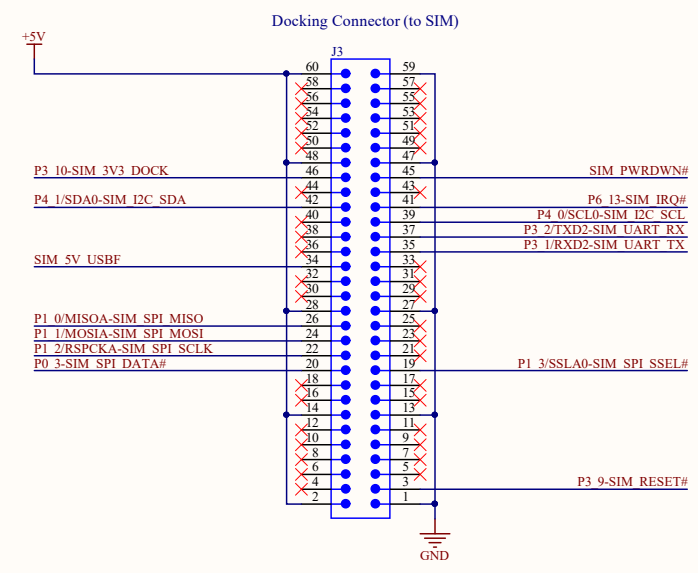 Docking Connector (to SIM)
+5V
J3
60 59
58 57
56 55
54 53
52 51
50 49
48 47
P3_10-SIM_3V3_DOCK 46 45 SIM_PWRDWN#
44 43
P4_1/SDA0-SIM_I2C_SDA 42 41 P6_13-SIM_IRQ#
40 39 P4_0/SCL0-SIM_I2C_SCL
38 37 P3_2/TXD2-SIM_UART_RX
36 35 P3_1/RXD2-SIM_UART_TX
SIM_5V_USBF 34 33
32 31
30 29
28 27
P1_0/MISOA-SIM_SPI_MISO 26 25
P1_1/MOSIA-SIM_SPI_MOSI 24 23
P1_2/RSPCKA-SIM_SPI_SCLK 22 21
P0_3-SIM_SPI_DATA# 20 19 P1_3/SSLA0-SIM_SPI_SSEL#
18 17
16 15
14 13
12 11
10 9
8 7
6 5
4 3 P3_9-SIM_RESET#
2 1
GND